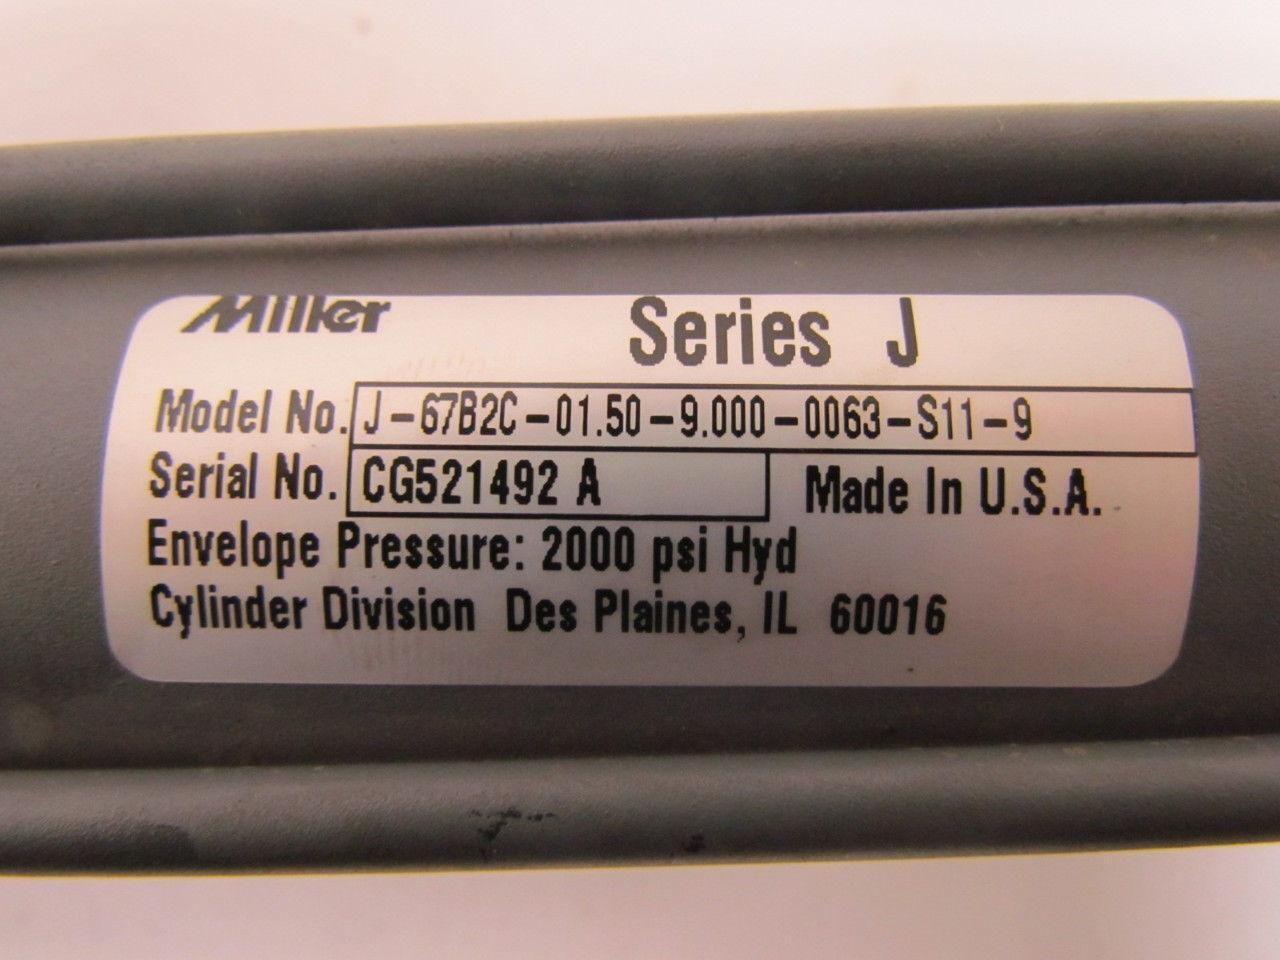 Miller Series J
Model No. J-67B2C-01.50-9.000-0063-S11-9
Serial No. CG521492 A Made In U.S.A.
Envelope Pressure: 2000 psi Hyd
Cylinder Division Des Plaines, IL 60016